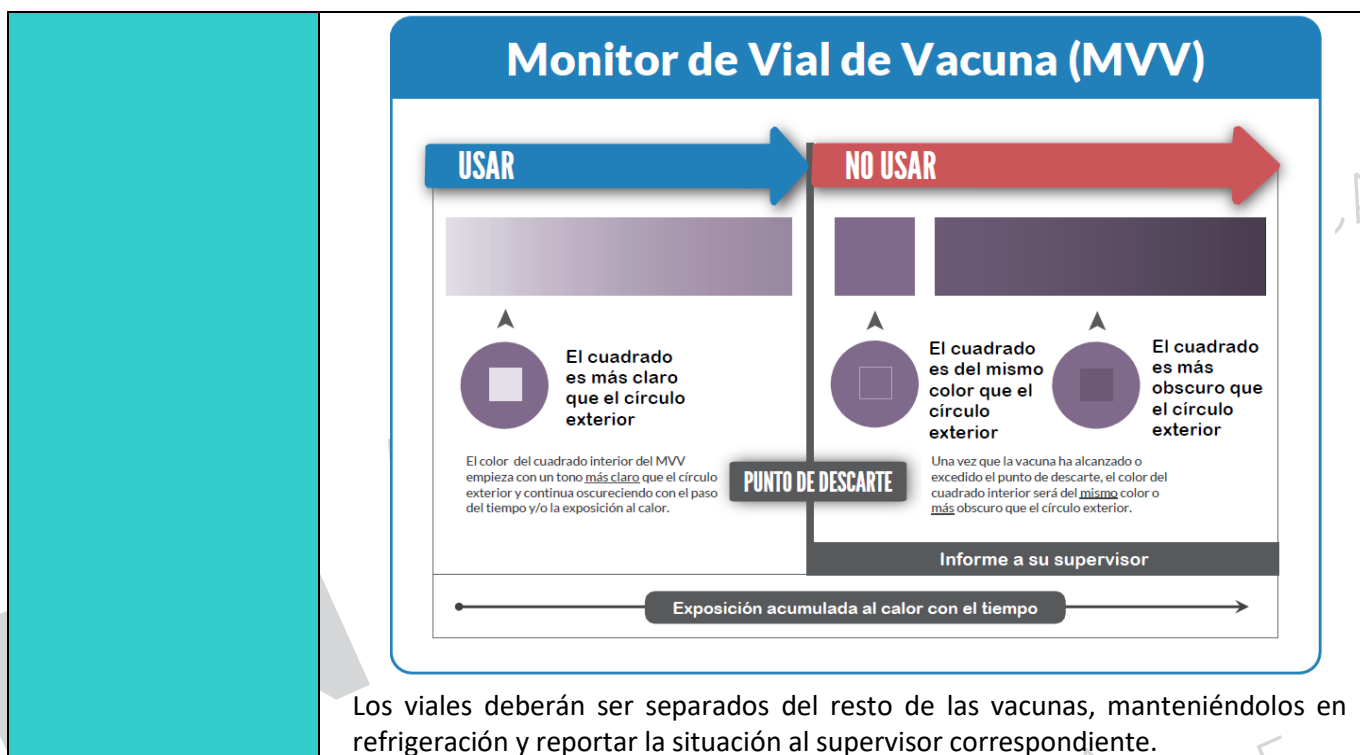 Monitor de Vial de Vacuna (MVV)
USAR
NO USAR
El cuadrado
es más claro
que el círculo
exterior
El cuadrado
es del mismo
color que el
círculo
exterior
El cuadrado
es más
obscuro que
el círculo
exterior
El color del cuadrado interior del MVV
empieza con un tono más claro que el círculo
exterior y continua oscureciendo con el paso
del tiempo y/o la exposición al calor.
PUNTO DE DESCARTE
Una vez que la vacuna ha alcanzado o
excedido el punto de descarte, el color del
cuadrado interior será del mismo color o
más obscuro que el círculo exterior.
Informe a su supervisor
Exposición acumulada al calor con el tiempo
Los viales deberán ser separados del resto de las vacunas, manteniéndolos en
refrigeración y reportar la situación al supervisor correspondiente.